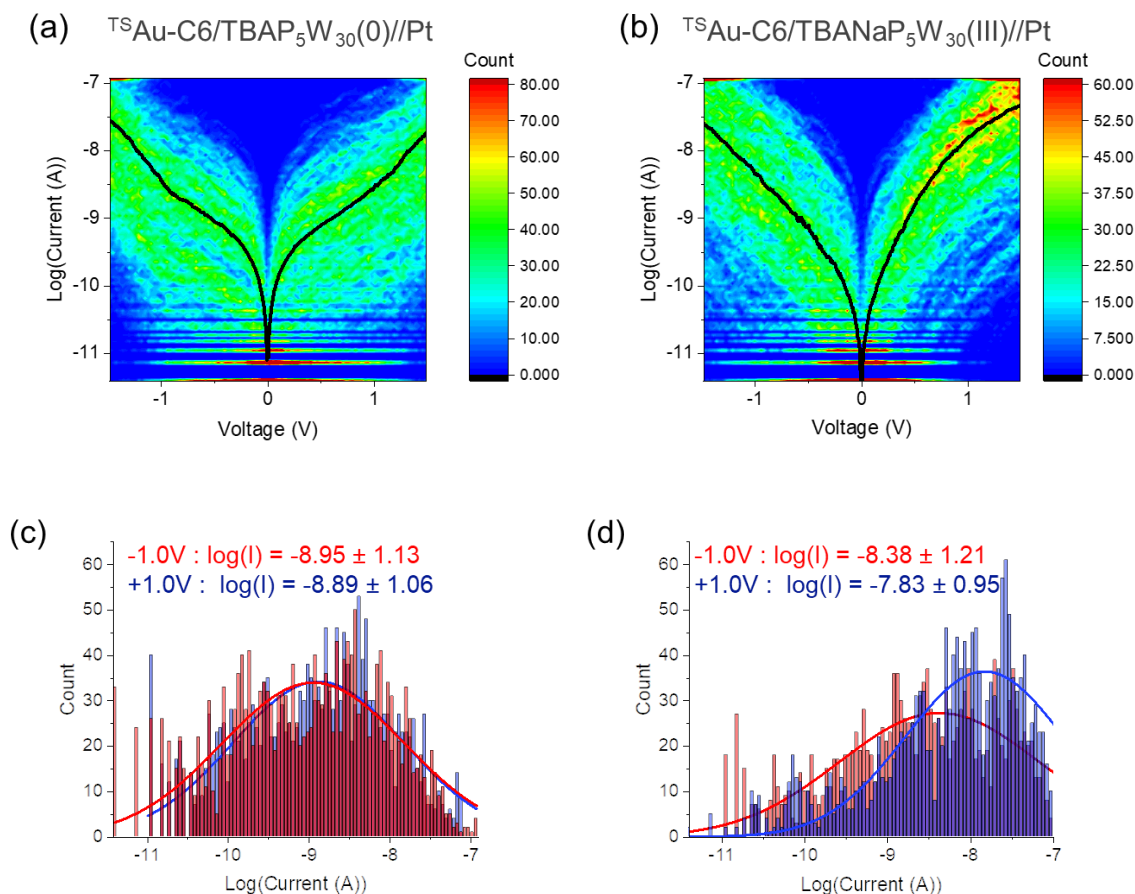 (a)
ᵀˢAu-C6/TBAP₅W₃₀(0)//Pt
Count
-7
-8
-9
-10
-11
Log(Current (A))
-1
0
1
Voltage (V)
80.00
70.00
60.00
50.00
40.00
30.00
20.00
10.00
0.000
(b)
ᵀˢAu-C6/TBANaP₅W₃₀(III)//Pt
Count
-7
-8
-9
-10
-11
Log(Current (A))
-1
0
1
Voltage (V)
60.00
52.50
45.00
37.50
30.00
22.50
15.00
7.500
0.000
(c)
-1.0V : log(I) = -8.95 ± 1.13
+1.0V : log(I) = -8.89 ± 1.06
60
50
40
30
20
10
0
Count
-11
-10
-9
-8
-7
Log(Current (A))
(d)
-1.0V : log(I) = -8.38 ± 1.21
+1.0V : log(I) = -7.83 ± 0.95
60
50
40
30
20
10
0
Count
-11
-10
-9
-8
-7
Log(Current (A))